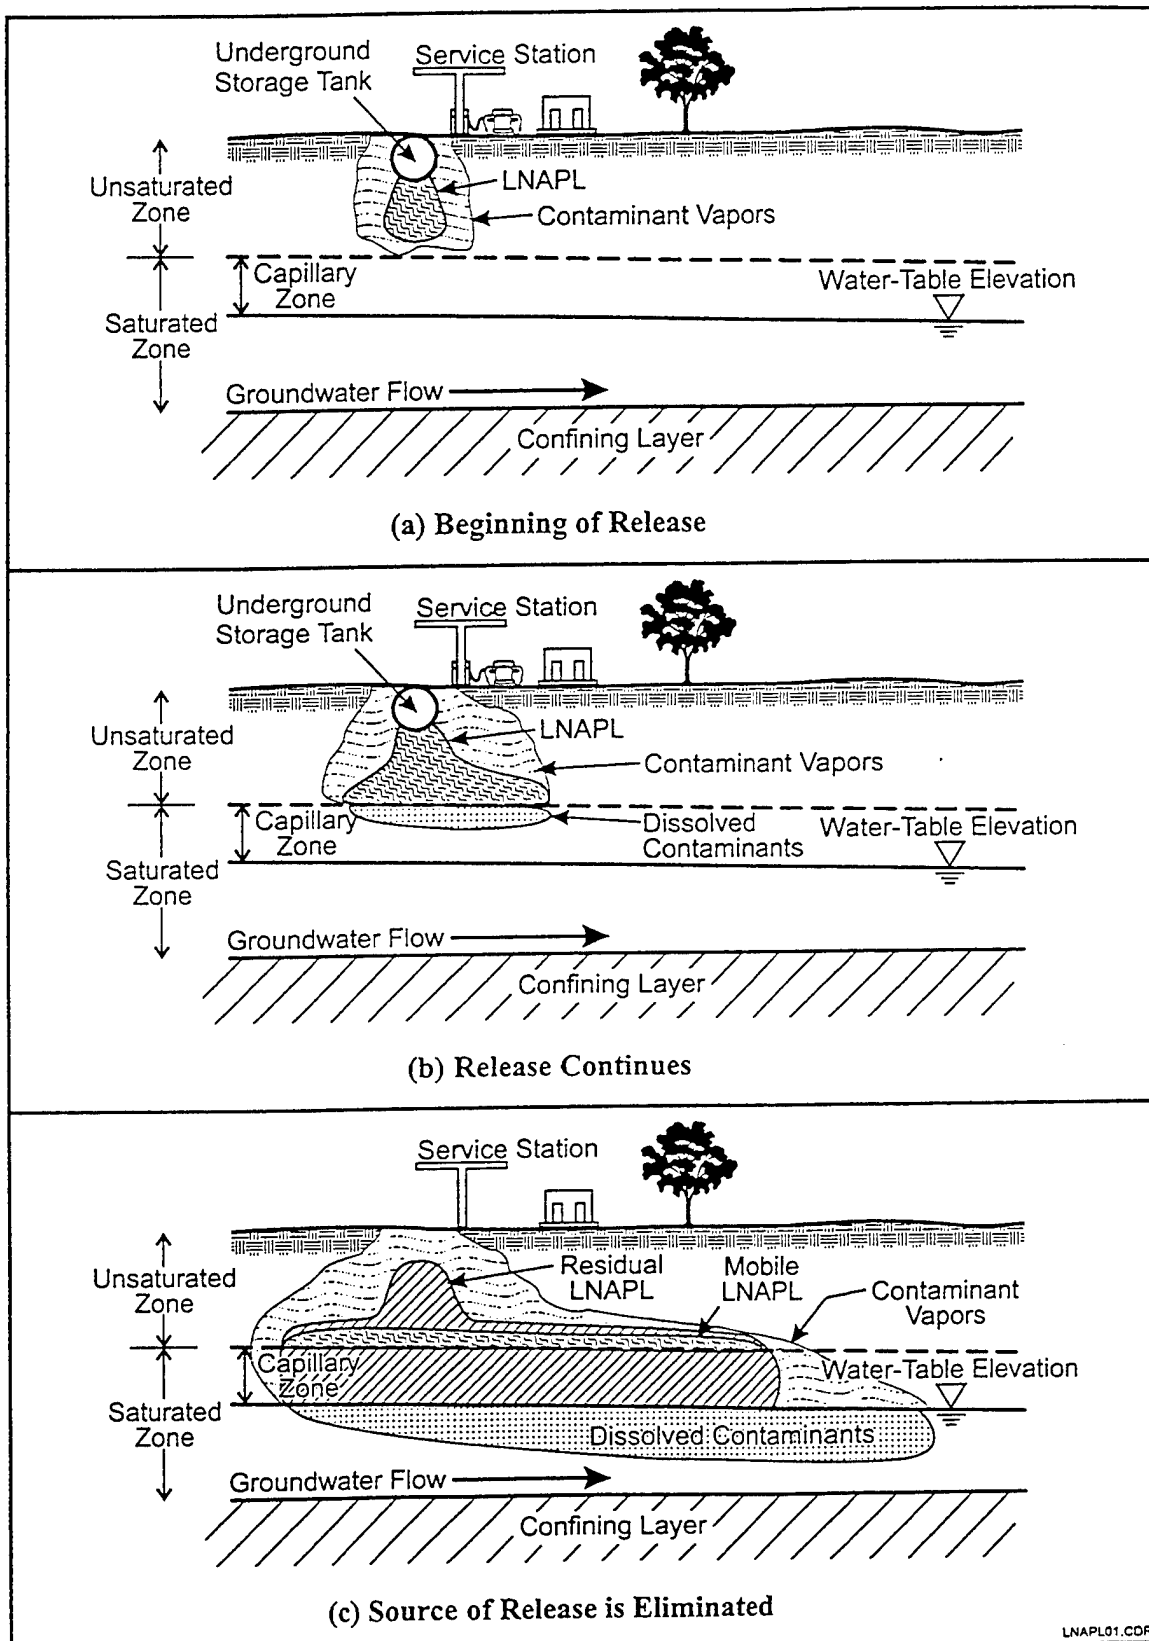 Underground
Storage Tank
Service Station
Unsaturated
Zone
LNAPL
Contaminant Vapors
Capillary
Zone
Water-Table Elevation
Saturated
Zone
Groundwater Flow
Confining Layer
(a) Beginning of Release
Underground
Storage Tank
Service Station
Unsaturated
Zone
LNAPL
Contaminant Vapors
Capillary
Zone
Dissolved
Contaminants
Water-Table Elevation
Saturated
Zone
Groundwater Flow
Confining Layer
(b) Release Continues
Service Station
Unsaturated
Zone
Residual
LNAPL
Mobile
LNAPL
Contaminant
Vapors
Capillary
Zone
Water-Table Elevation
Saturated
Zone
Dissolved Contaminants
Groundwater Flow
Confining Layer
(c) Source of Release is Eliminated
LNAPL01.CDR